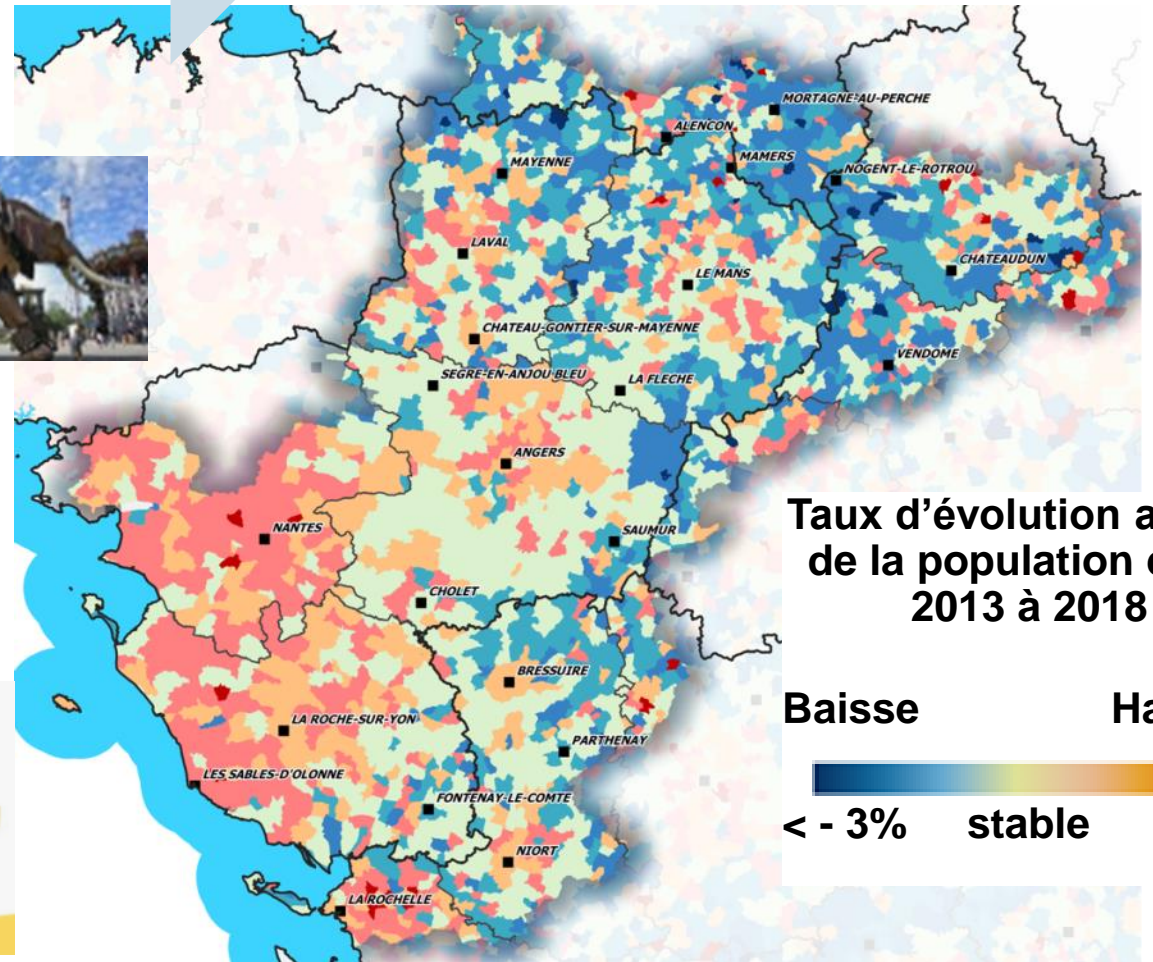 MORTAGNE-AU-PERCHE
ALENCON
MAYENNE
MAMERS
NOGENT-LE-ROTROU
LAVAL
CHATEAUDUN
LE MANS
CHATEAU-GONTIER-SUR-MAYENNE
VENDOME
SEGRE-EN-ANJOU BLEU
LA FLECHE
ANGERS
NANTES
SAUMUR
Taux d'évolution a
de la population
2013 à 2018
CHOLET
BRESSUIRE
LA ROCHE-SUR-YON
Baisse Ha
PARTHENAY
LES SABLES-D'OLONNE
FONTENAY-LE-COMTE
< - 3% stable
NIORT
LA ROCHELLE